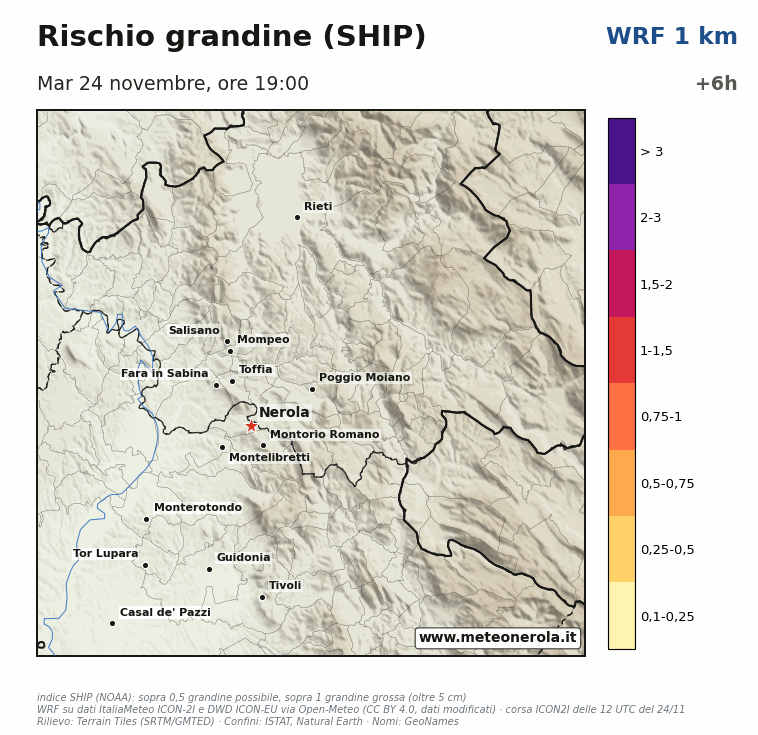 Rischio grandine (SHIP)
WRF 1 km
Mar 24 novembre, ore 19:00
+6h
> 3
2-3
1,5-2
1-1,5
0,75-1
0,5-0,75
0,25-0,5
0,1-0,25
Rieti
Salisano
Mompeo
Toffia
Fara in Sabina
Poggio Moiano
Nerola
Montorio Romano
Montelibretti
Monterotondo
Tor Lupara
Guidonia
Tivoli
Casal de' Pazzi
www.meteonerola.it
indice SHIP (NOAA): sopra 0,5 grandine possibile, sopra 1 grandine grossa (oltre 5 cm)
WRF su dati ItaliaMeteo ICON-2I e DWD ICON-EU via Open-Meteo (CC BY 4.0, dati modificati) · corsa ICON2I delle 12 UTC del 24/11
Rilievo: Terrain Tiles (SRTM/GMTED) · Confini: ISTAT, Natural Earth · Nomi: GeoNames